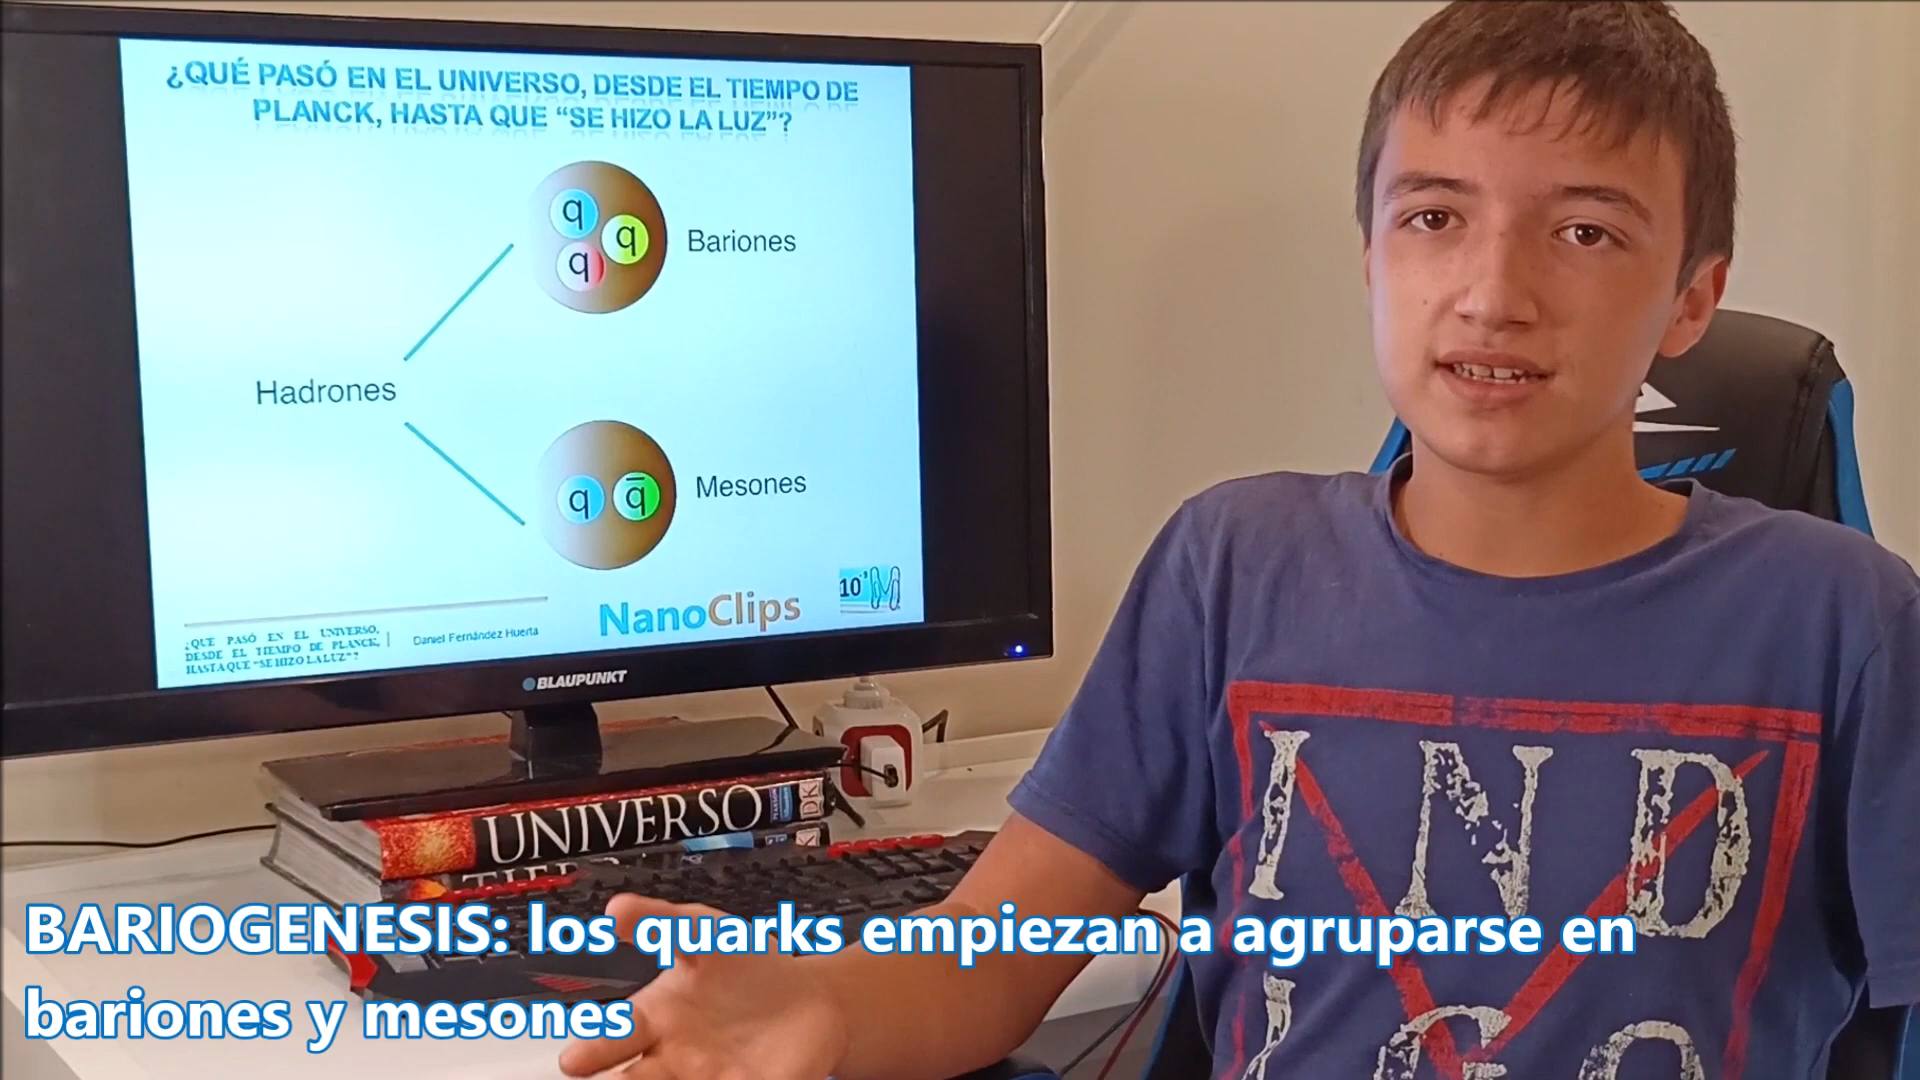 ¿QUÉ PASÓ EN EL UNIVERSO, DESDE EL TIEMPO DE
PLANCK, HASTA QUE “SE HIZO LA LUZ”?
q
q
q
Bariones
Hadrones
q
q̄
Mesones
NanoClips
10⁻⁹
¿QUE PASÓ EN EL UNIVERSO,
DESDE EL TIEMPO DE PLANCK,
HASTA QUE “SE HIZO LA LUZ”?
Daniel Fernández Huerta
BLAUPUNKT
UNIVERSO
DK
IND
BARIOGENESIS: los quarks empiezan a agruparse en
bariones y mesones